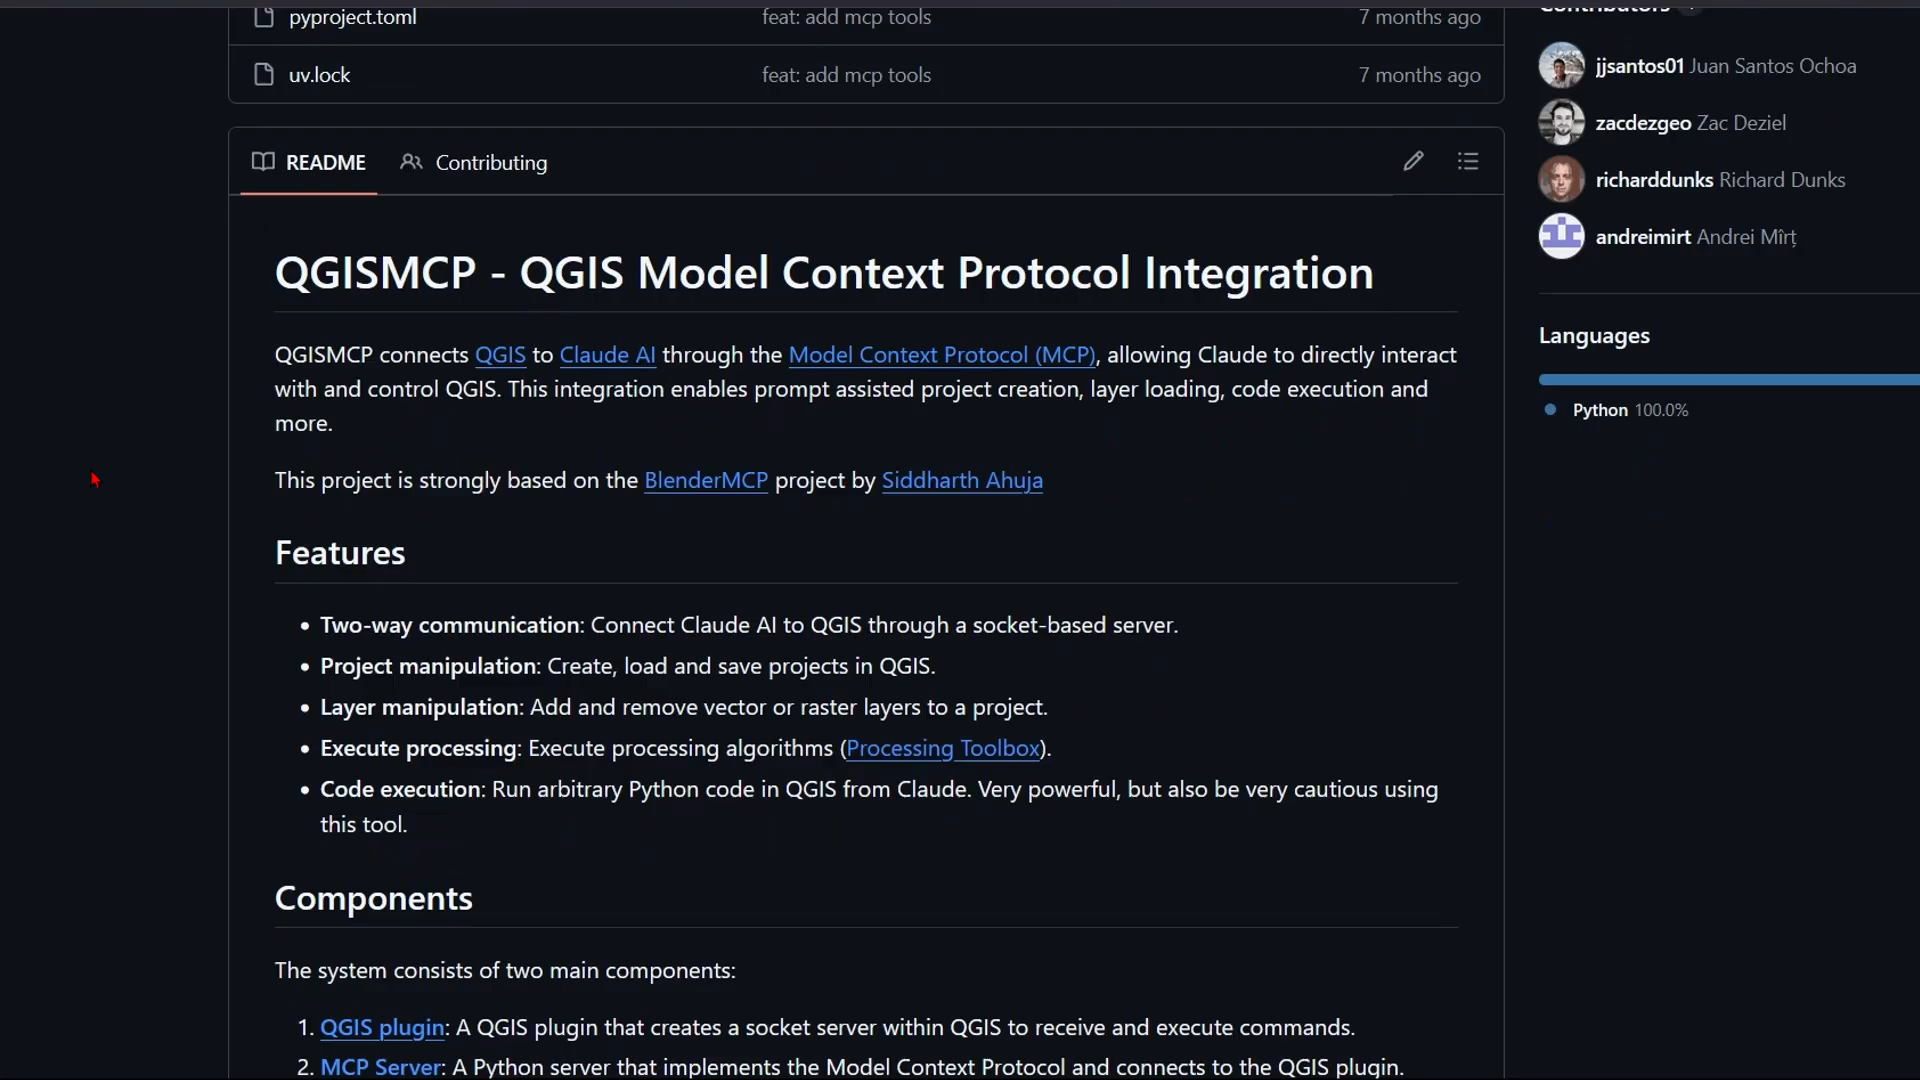 pyproject.toml feat: add mcp tools 7 months ago
uv.lock feat: add mcp tools 7 months ago
README Contributing
QGISMCP - QGIS Model Context Protocol Integration
QGISMCP connects QGIS to Claude AI through the Model Context Protocol (MCP), allowing Claude to directly interact
with and control QGIS. This integration enables prompt assisted project creation, layer loading, code execution and
more.
This project is strongly based on the BlenderMCP project by Siddharth Ahuja
Features
• Two-way communication: Connect Claude AI to QGIS through a socket-based server.
• Project manipulation: Create, load and save projects in QGIS.
• Layer manipulation: Add and remove vector or raster layers to a project.
• Execute processing: Execute processing algorithms (Processing Toolbox).
• Code execution: Run arbitrary Python code in QGIS from Claude. Very powerful, but also be very cautious using
this tool.
Components
The system consists of two main components:
1. QGIS plugin: A QGIS plugin that creates a socket server within QGIS to receive and execute commands.
2. MCP Server: A Python server that implements the Model Context Protocol and connects to the QGIS plugin.
Contributors
jjsantos01 Juan Santos Ochoa
zacdezgeo Zac Deziel
richarddunks Richard Dunks
andreimirt Andrei Mîrț
Languages
Python 100.0%